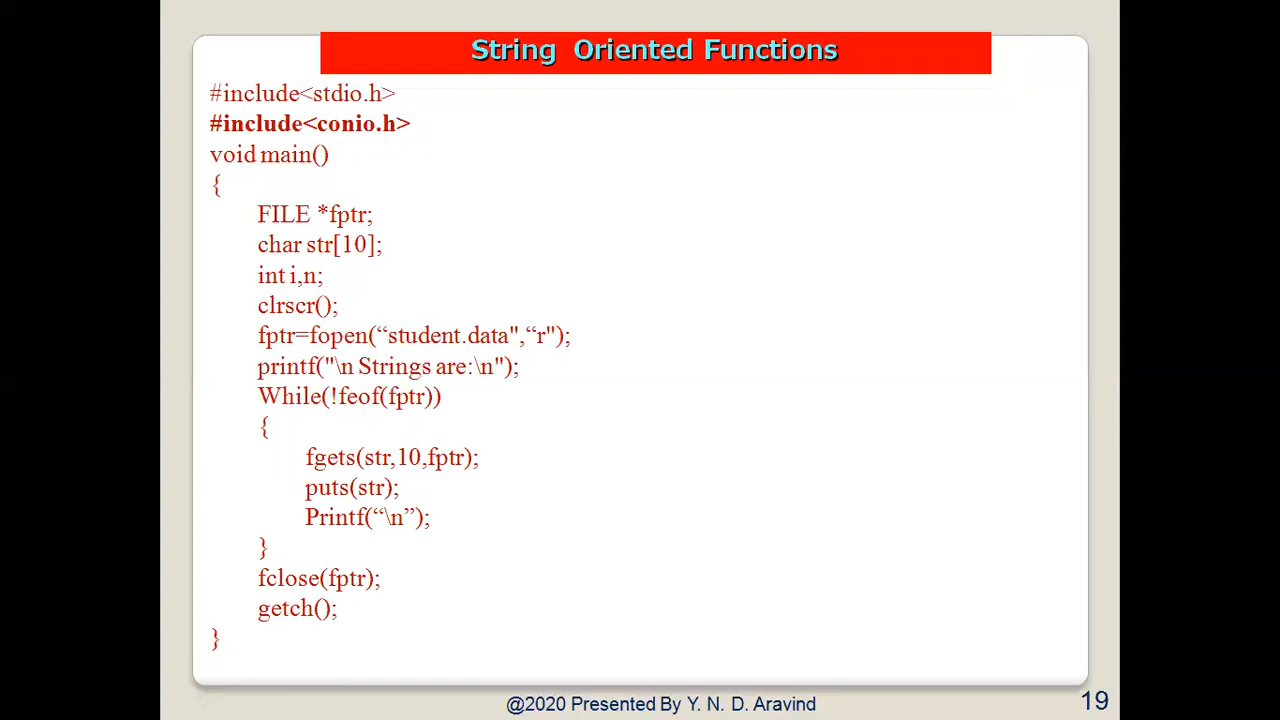 String Oriented Functions
#include<stdio.h>
#include<conio.h>
void main()
{
FILE *fptr;
char str[10];
int i,n;
clrscr();
fptr=fopen(“student.data",“r");
printf("\n Strings are:\n");
While(!feof(fptr))
{
fgets(str,10,fptr);
puts(str);
Printf(“\n”);
}
fclose(fptr);
getch();
}
@2020 Presented By Y. N. D. Aravind
19